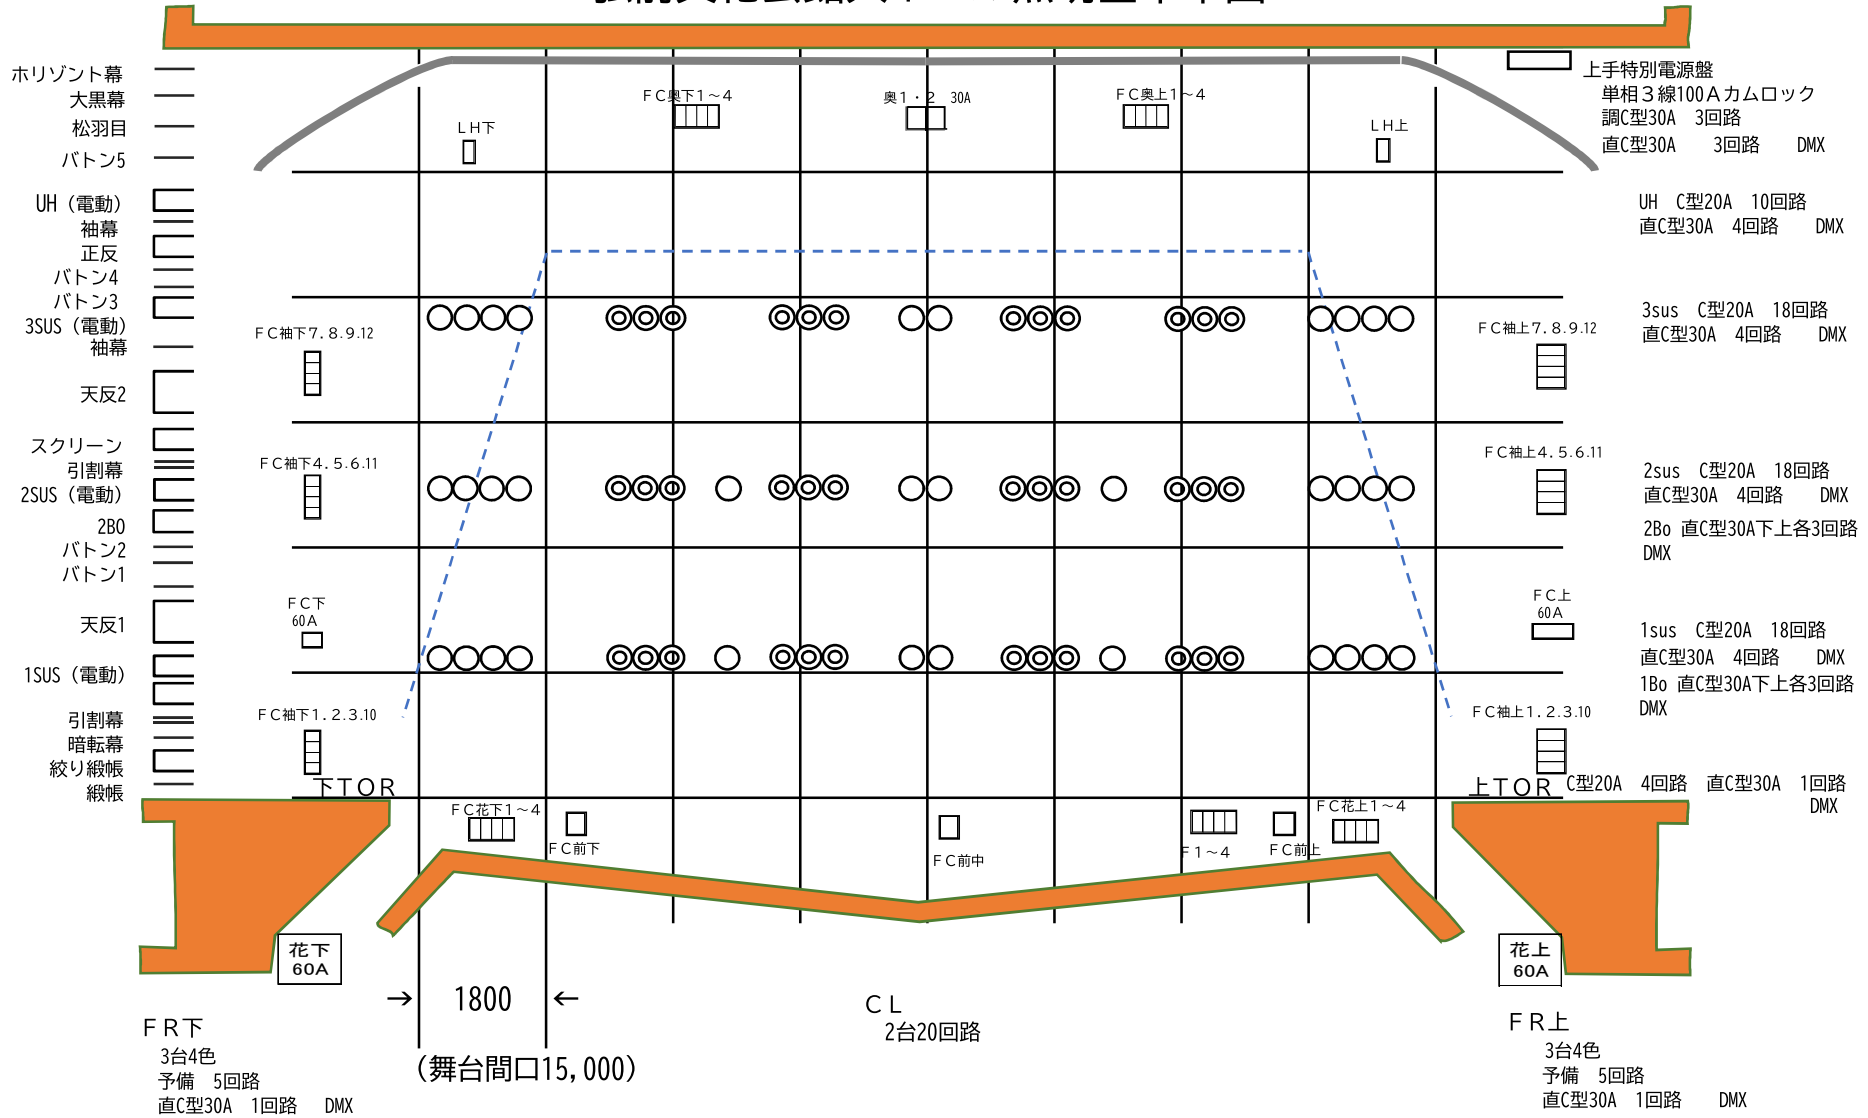 ホリゾント幕
大黒幕
松羽目
バトン5
UH（電動）
袖幕
正反
バトン4
バトン3
3SUS（電動）
袖幕
天反2
スクリーン
引割幕
2SUS（電動）
2BO
バトン2
バトン1
天反1
1SUS（電動）
引割幕
暗転幕
絞り緞帳
緞帳
ＦＣ奥下１～４
奥１・２　30A
ＦＣ奥上１～４
ＬＨ下
ＬＨ上
上手特別電源盤
単相３線100Ａカムロック
調C型30A　3回路
直C型30A　　3回路　　DMX
UH　C型20A　10回路
直C型30A　4回路　　DMX
ＦＣ袖下７．８.９.12
ＦＣ袖上７．８.９.12
3sus　C型20A　18回路
直C型30A　4回路　　DMX
ＦＣ袖下４．５.６.11
ＦＣ袖上４．５.６.11
2sus　C型20A　18回路
直C型30A　4回路　　DMX
2Bo 直C型30A下上各3回路
DMX
ＦＣ下
60Ａ
ＦＣ上
60Ａ
1sus　C型20A　18回路
直C型30A　4回路　　DMX
1Bo 直C型30A下上各3回路
DMX
ＦＣ袖下１．２.３.10
ＦＣ袖上１．２.３.10
下ＴＯＲ
上ＴＯＲ
C型20A　4回路　直C型30A　1回路
DMX
ＦＣ花下１～４
ＦＣ前下
ＦＣ前中
Ｆ１～４
ＦＣ前上
ＦＣ花上１～４
花下
60A
花上
60A
→ 1800 ←
（舞台間口15,000）
ＣＬ
2台20回路
ＦＲ下
3台4色
予備　5回路
直C型30A　1回路　DMX
ＦＲ上
3台4色
予備　5回路
直C型30A　1回路　　DMX